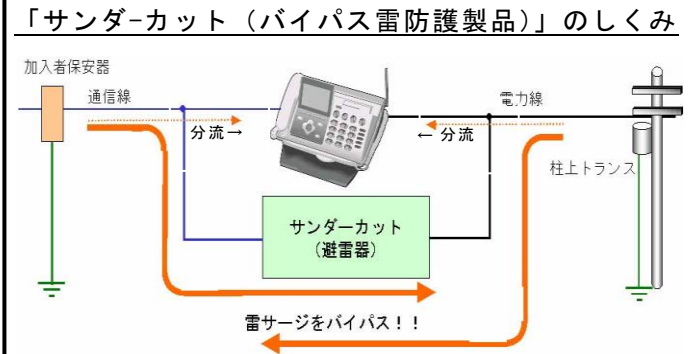 「サンダｰカット（バイパス雷防護製品）」のしくみ
加入者保安器
通信線
電力線
分流→
← 分流
柱上トランス
サンダーカット
（避雷器）
雷サージをバイパス！！